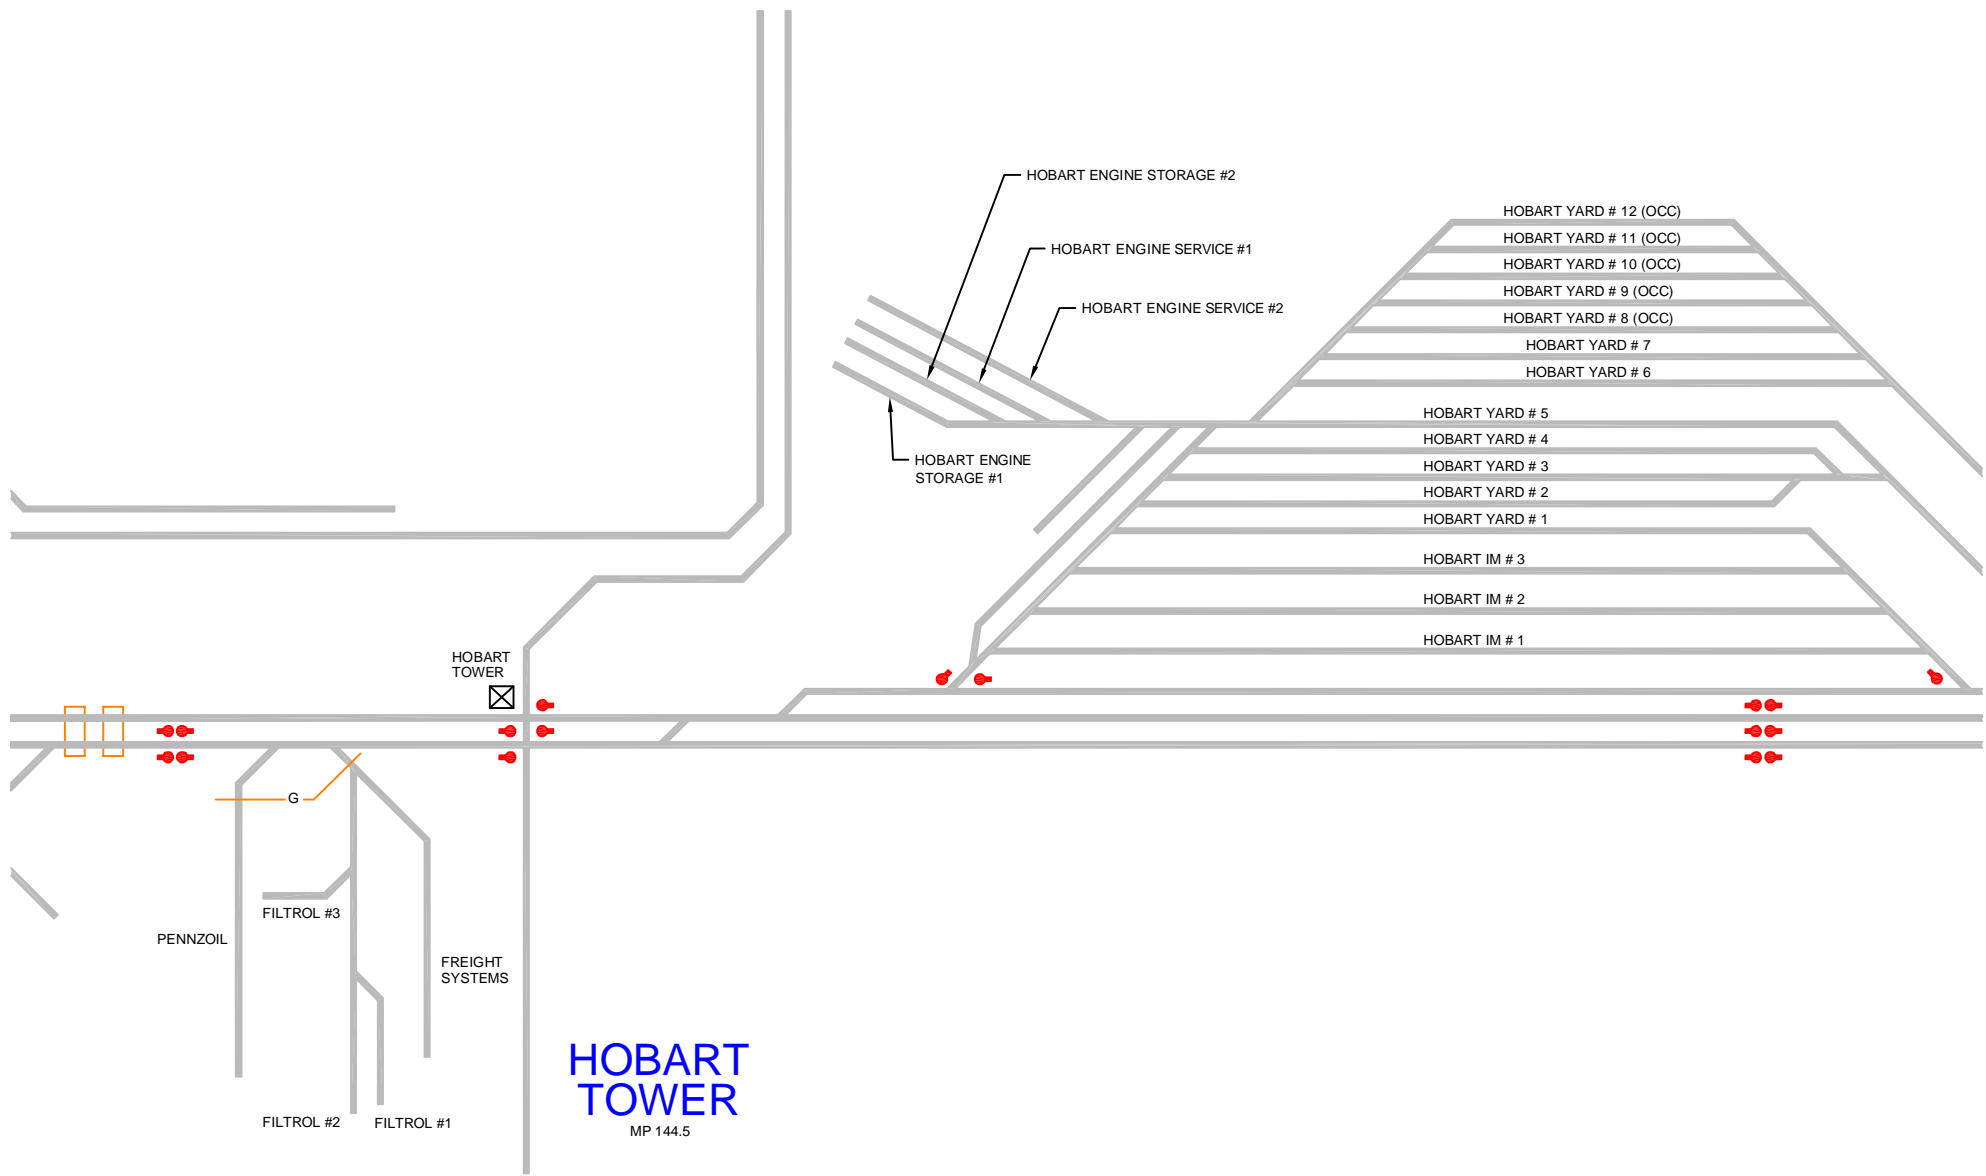 HOBART ENGINE STORAGE #2
HOBART YARD # 12 (OCC)
HOBART YARD # 11 (OCC)
HOBART ENGINE SERVICE #1
HOBART YARD # 10 (OCC)
HOBART YARD # 9 (OCC)
HOBART ENGINE SERVICE #2
HOBART YARD # 8 (OCC)
HOBART YARD # 7
HOBART YARD # 6
HOBART YARD # 5
HOBART YARD # 4
HOBART ENGINE
STORAGE #1
HOBART YARD # 3
HOBART YARD # 2
HOBART YARD # 1
HOBART IM # 3
HOBART IM # 2
HOBART IM # 1
HOBART
TOWER
G
FILTROL #3
PENNZOIL
FREIGHT
SYSTEMS
FILTROL #2
FILTROL #1
HOBART
TOWER
MP 144.5